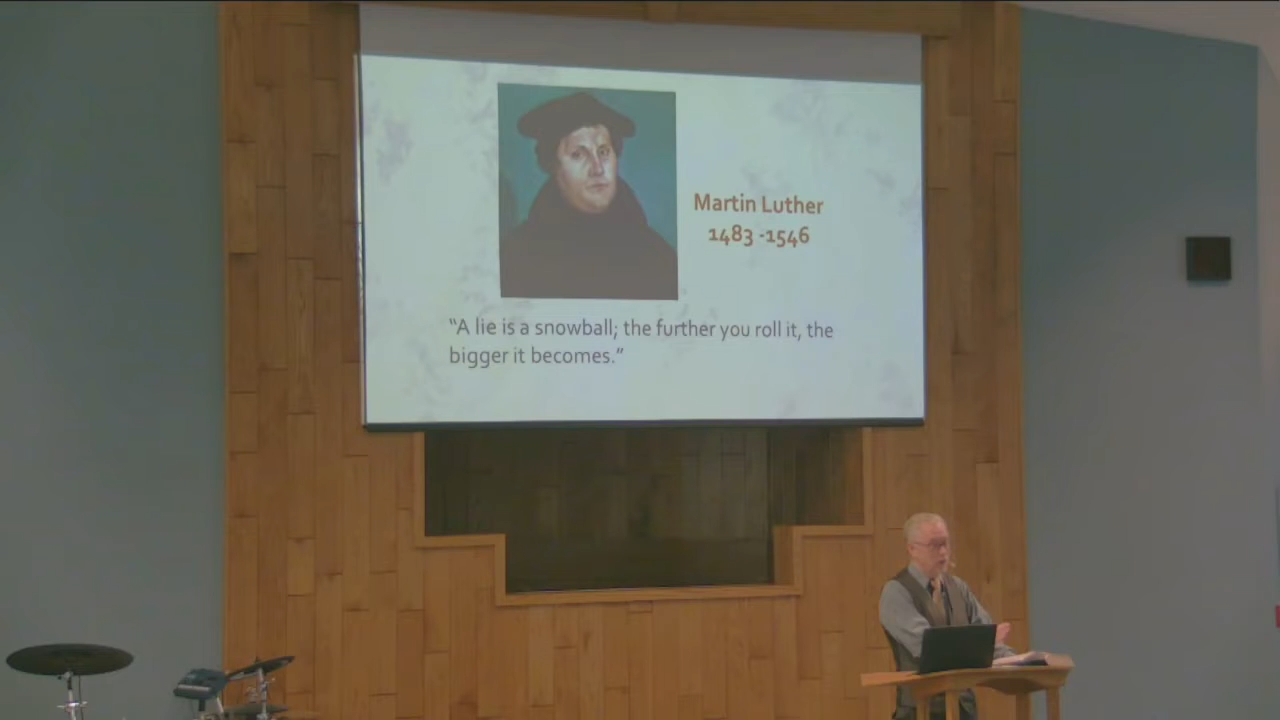 Martin Luther
1483 -1546
“A lie is a snowball; the further you roll it, the
bigger it becomes.”